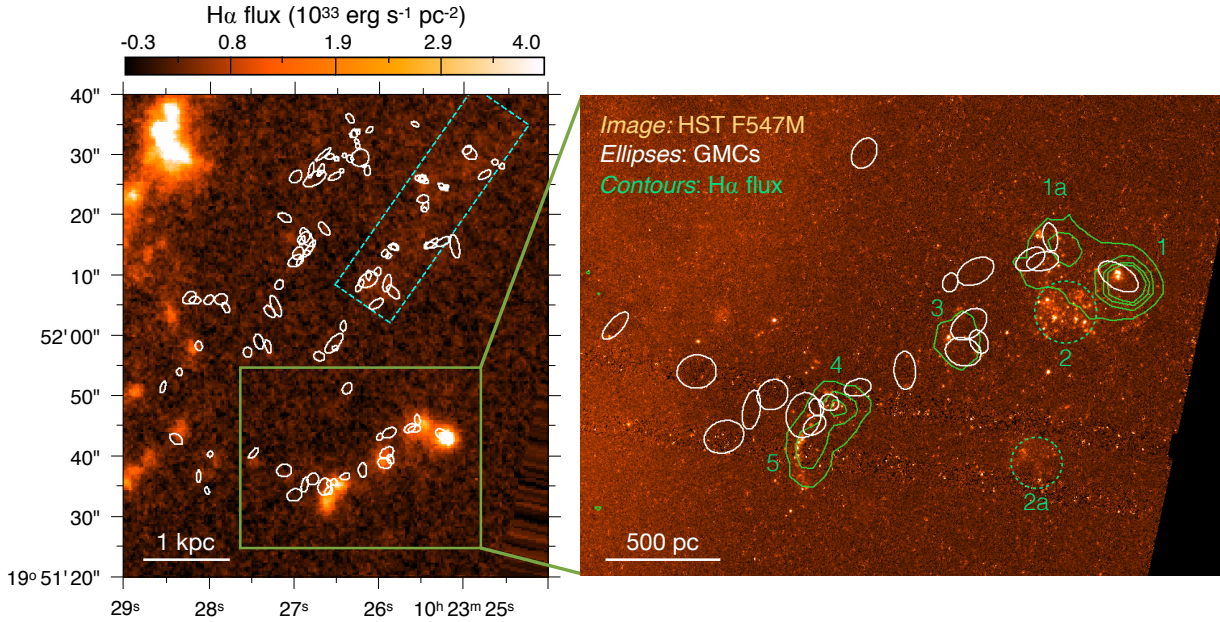 Hα flux (10³³ erg s⁻¹ pc⁻²)
-0.3 0.8 1.9 2.9 4.0
40"
30"
20"
10"
52' 00"
50"
40"
30"
19° 51' 20"
1 kpc
29ˢ 28ˢ 27ˢ 26ˢ 10ʰ 23ᵐ 25ˢ
Image: HST F547M
Ellipses: GMCs
Contours: Hα flux
1a
1
3
2
4
5
2a
500 pc